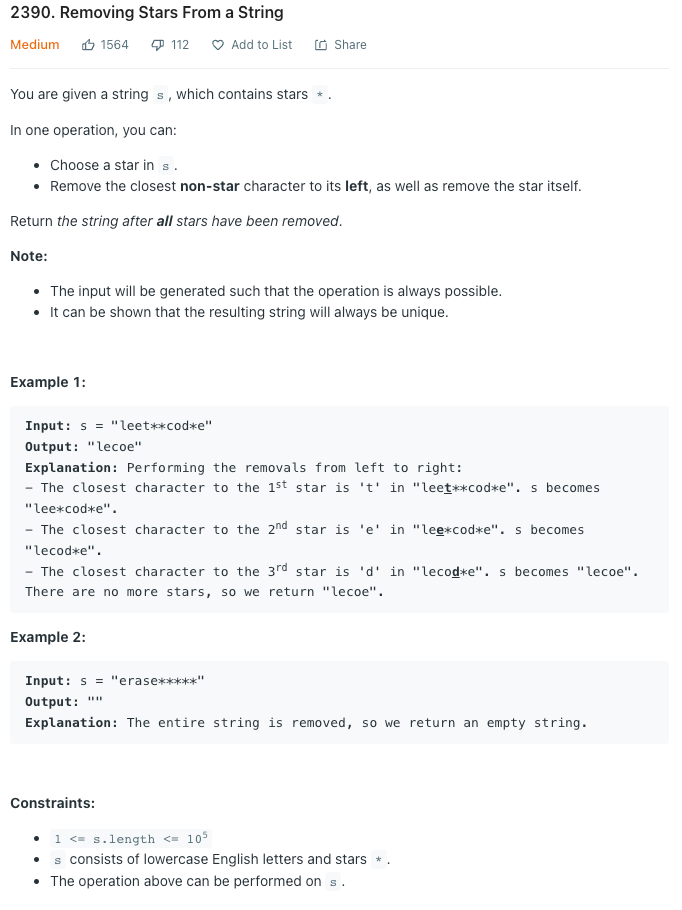 2390. Removing Stars From a String
Medium 1564 112 Add to List Share
You are given a string s , which contains stars * .
In one operation, you can:
• Choose a star in s .
• Remove the closest non-star character to its left, as well as remove the star itself.
Return the string after all stars have been removed.
Note:
• The input will be generated such that the operation is always possible.
• It can be shown that the resulting string will always be unique.
Example 1:
Input: s = "leet**cod*e"
Output: "lecoe"
Explanation: Performing the removals from left to right:
- The closest character to the 1st star is 't' in "leet**cod*e". s becomes
"lee*cod*e".
- The closest character to the 2nd star is 'e' in "lee*cod*e". s becomes
"lecod*e".
- The closest character to the 3rd star is 'd' in "lecod*e". s becomes "lecoe".
There are no more stars, so we return "lecoe".
Example 2:
Input: s = "erase*****"
Output: ""
Explanation: The entire string is removed, so we return an empty string.
Constraints:
• 1 <= s.length <= 10⁵
• s consists of lowercase English letters and stars * .
• The operation above can be performed on s .